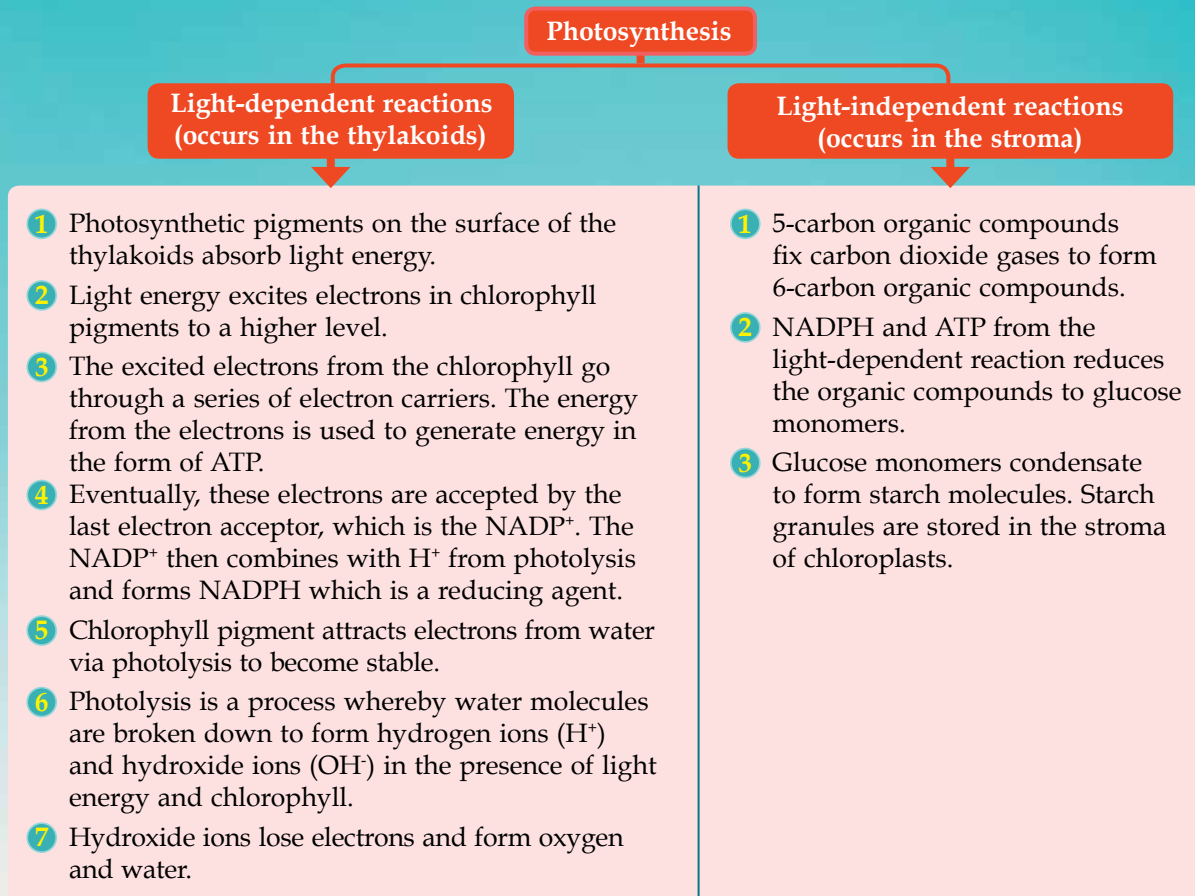 Photosynthesis
Light-dependent reactions
(occurs in the thylakoids)
1 Photosynthetic pigments on the surface of the
thylakoids absorb light energy.
2 Light energy excites electrons in chlorophyll
pigments to a higher level.
3 The excited electrons from the chlorophyll go
through a series of electron carriers. The energy
from the electrons is used to generate energy in
the form of ATP.
4 Eventually, these electrons are accepted by the
last electron acceptor, which is the NADP⁺. The
NADP⁺ then combines with H⁺ from photolysis
and forms NADPH which is a reducing agent.
5 Chlorophyll pigment attracts electrons from water
via photolysis to become stable.
6 Photolysis is a process whereby water molecules
are broken down to form hydrogen ions (H⁺)
and hydroxide ions (OH⁻) in the presence of light
energy and chlorophyll.
7 Hydroxide ions lose electrons and form oxygen
and water.
Light-independent reactions
(occurs in the stroma)
1 5-carbon organic compounds
fix carbon dioxide gases to form
6-carbon organic compounds.
2 NADPH and ATP from the
light-dependent reaction reduces
the organic compounds to glucose
monomers.
3 Glucose monomers condensate
to form starch molecules. Starch
granules are stored in the stroma
of chloroplasts.